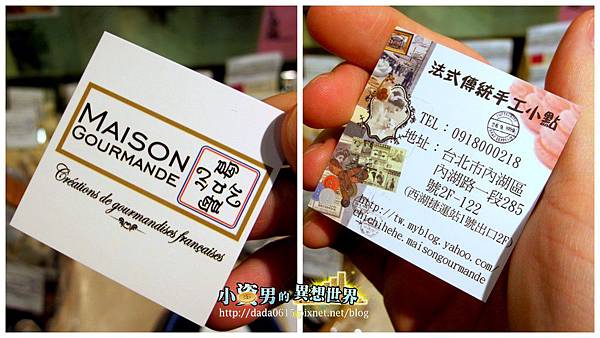 MAISON
GOURMANDE
Créations de gourmandises françaises
法式傳統手工小點
TEL：0918000218
地址：台北市內湖區
內湖路一段285
號2F-122
(西湖捷運站1號出口2F)
http://tw.myblog.yahoo.com/
chichihehe.maisongourmande
小資男的異想世界
http://dada0615.pixnet.net/blog